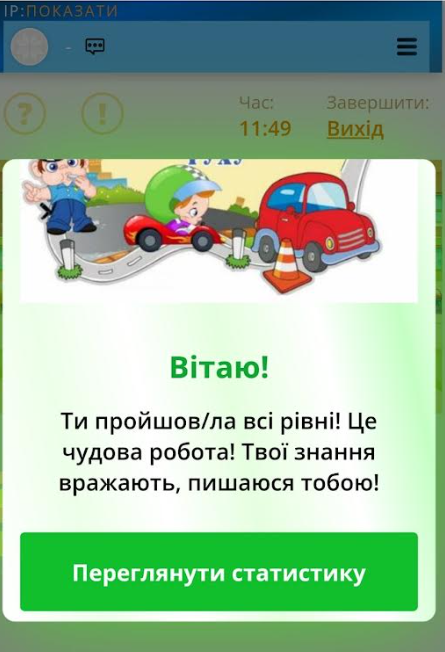 IP:ПОКАЗАТИ
-
? ! Час: Завершити:
11:49 Вихід
РУХУ
Вітаю!
Ти пройшов/ла всі рівні! Це
чудова робота! Твої знання
вражають, пишаюся тобою!
Переглянути статистику